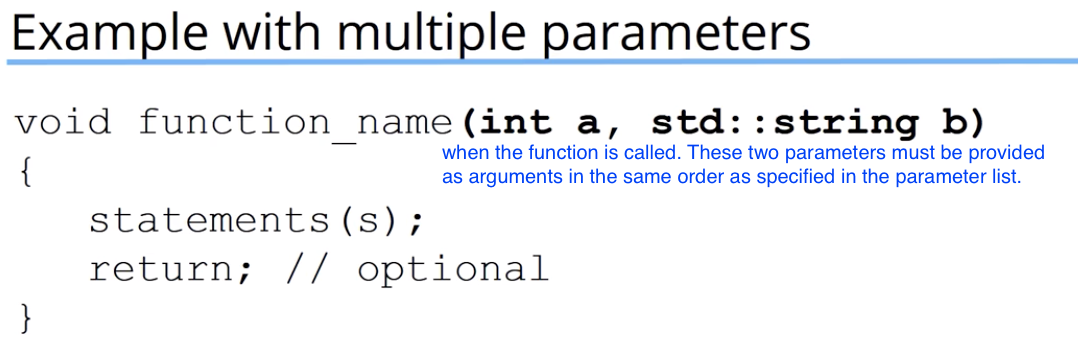 Example with multiple parameters
void function_name(int a, std::string b)
when the function is called. These two parameters must be provided
as arguments in the same order as specified in the parameter list.
{
statements(s);
return; // optional
}